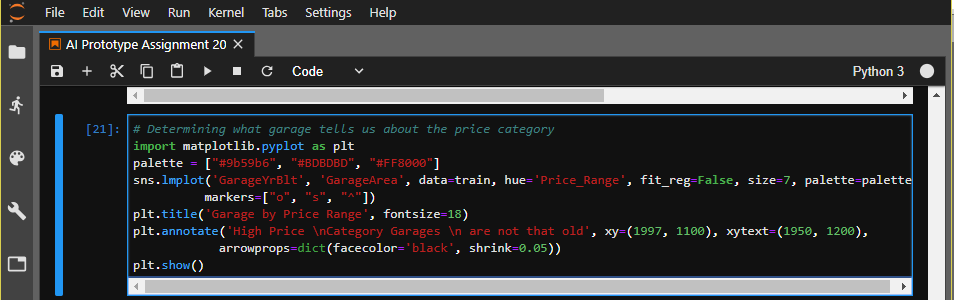 File Edit View Run Kernel Tabs Settings Help
AI Prototype Assignment 20
Code Python 3
[21]: # Determining what garage tells us about the price category
import matplotlib.pyplot as plt
palette = ["#9b59b6", "#BDBDBD", "#FF8000"]
sns.lmplot('GarageYrBlt', 'GarageArea', data=train, hue='Price_Range', fit_reg=False, size=7, palette=palette
markers=["o", "s", "^"])
plt.title('Garage by Price Range', fontsize=18)
plt.annotate('High Price \nCategory Garages \n are not that old', xy=(1997, 1100), xytext=(1950, 1200),
arrowprops=dict(facecolor='black', shrink=0.05))
plt.show()